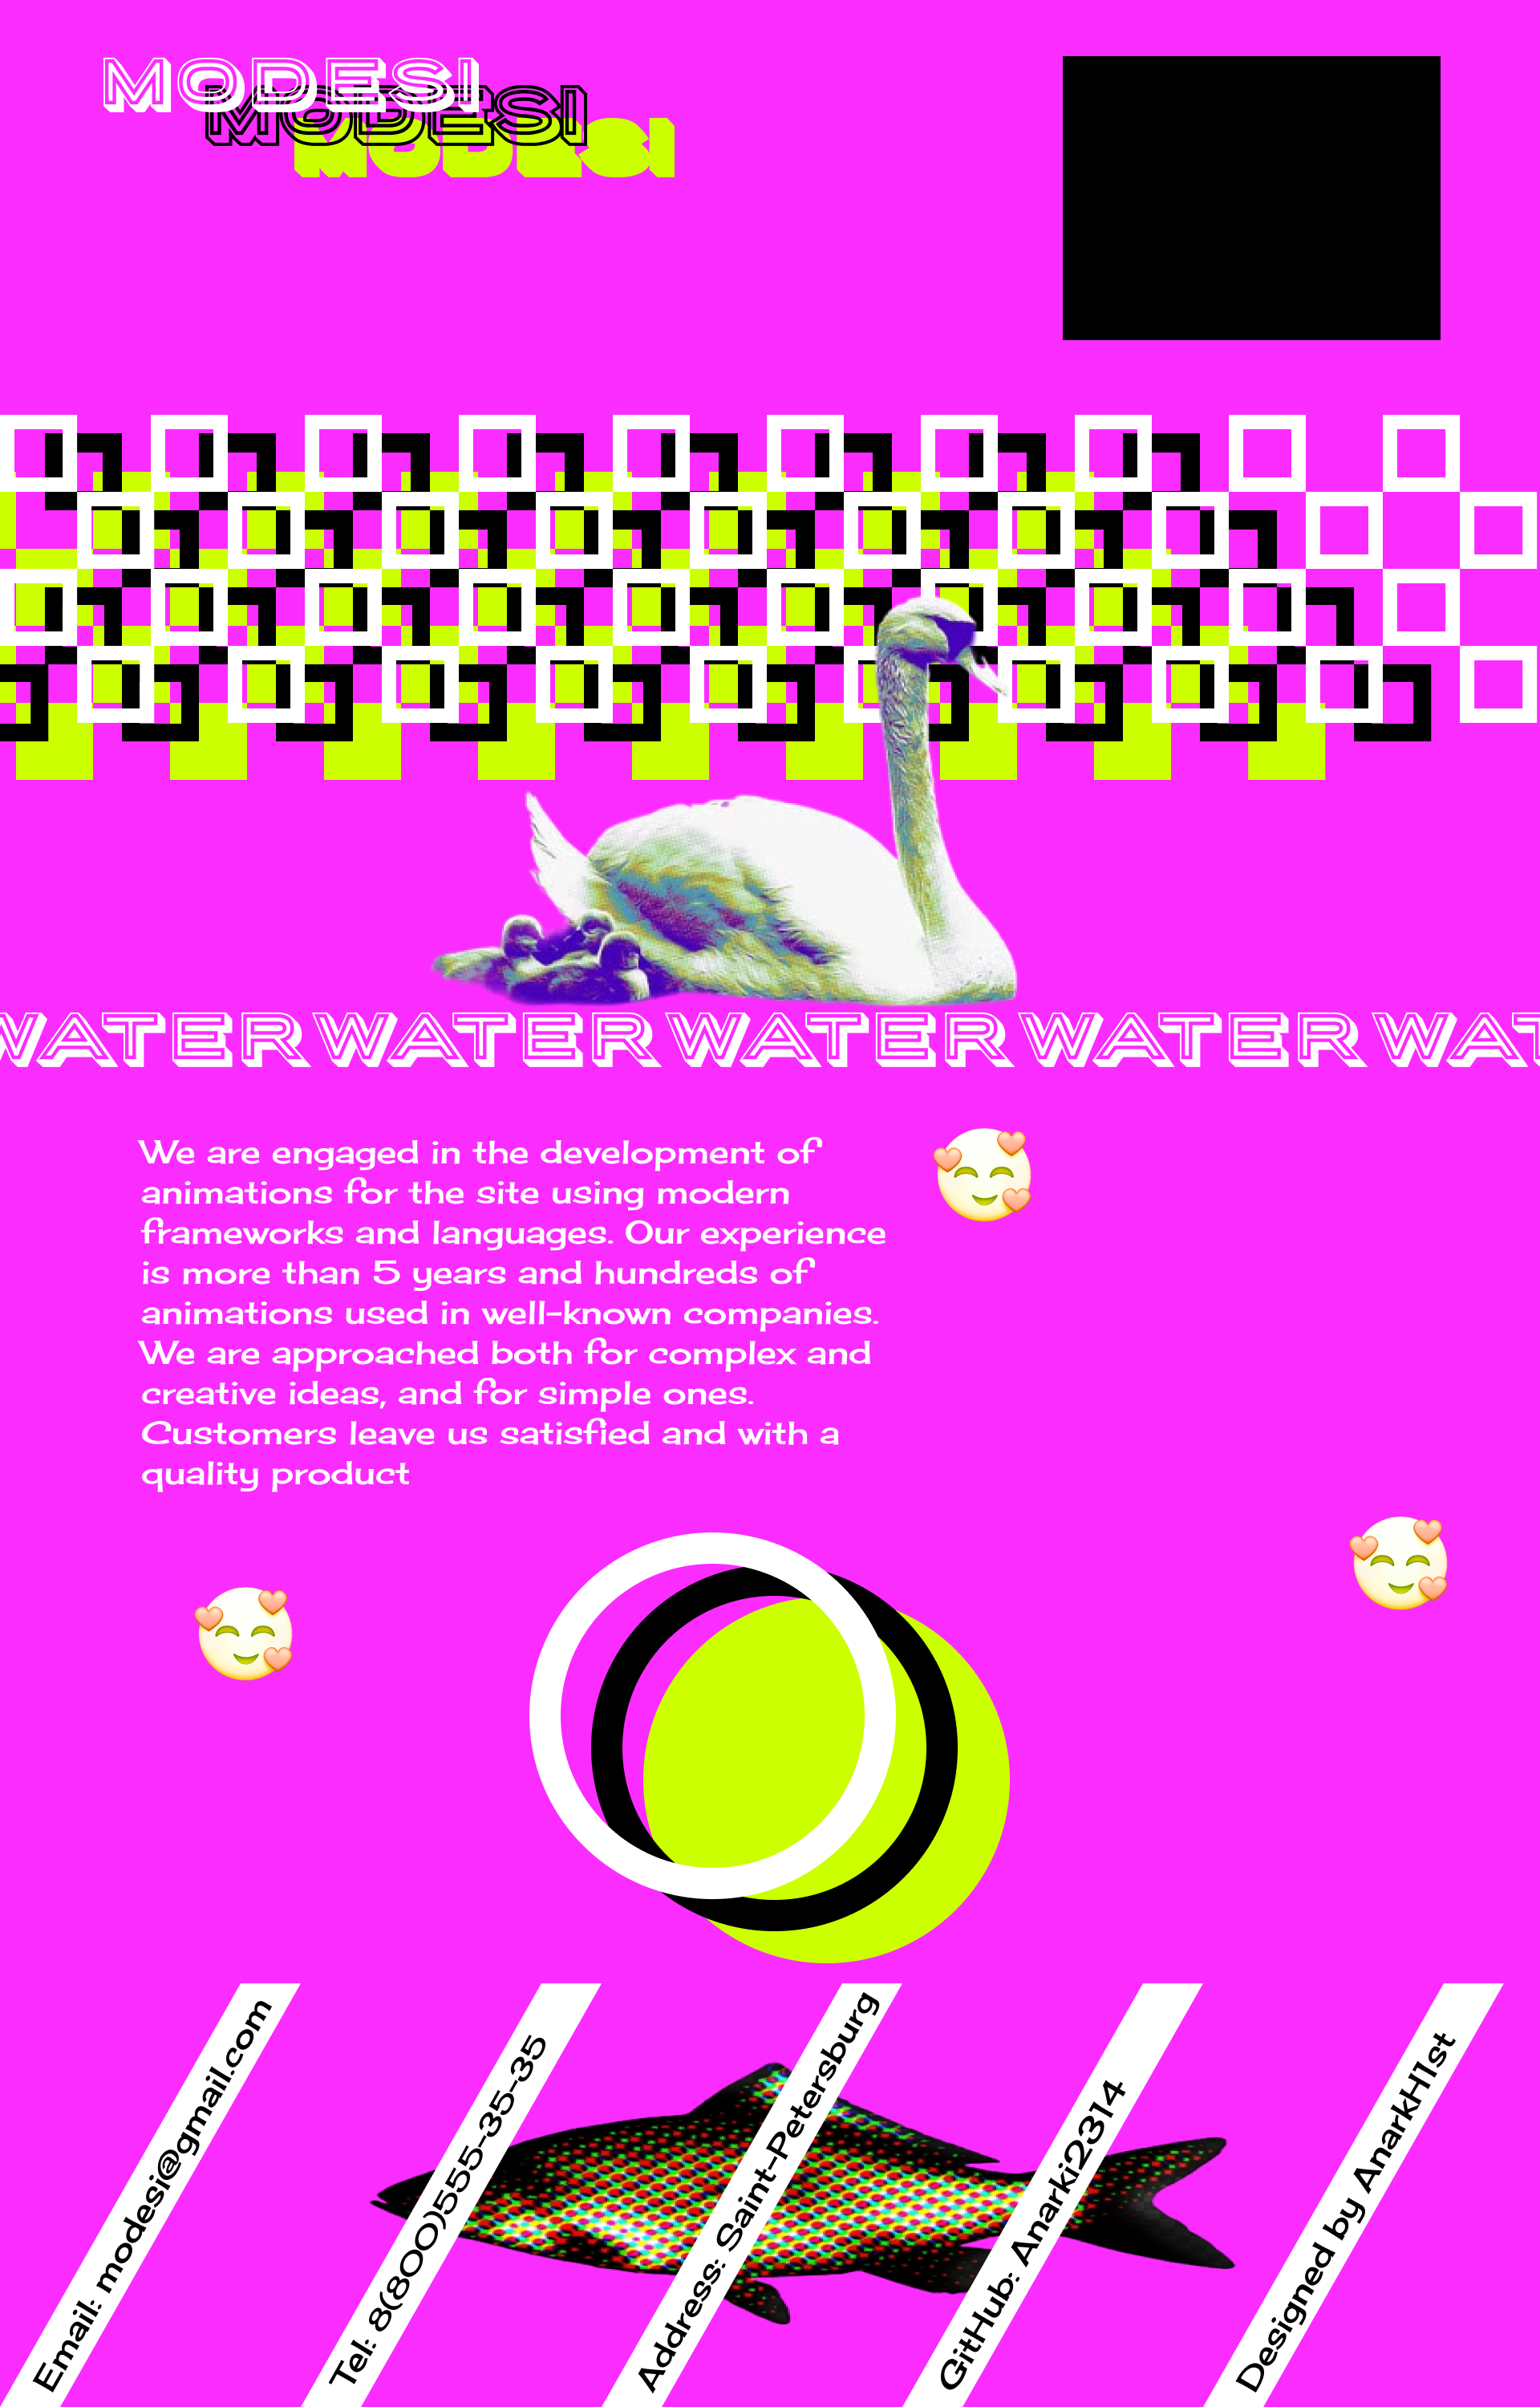 MODESI
MODESI
MODESI
WATER WATER WATER WATER WAT
We are engaged in the development of
animations for the site using modern
frameworks and languages. Our experience
is more than 5 years and hundreds of
animations used in well-known companies.
We are approached both for complex and
creative ideas, and for simple ones.
Customers leave us satisfied and with a
quality product
Email: modesi@gmail.com
Tel: 8(800)555-35-35
Address: Saint-Petersburg
GitHub: Anarki2314
Designed by AnarkH1st